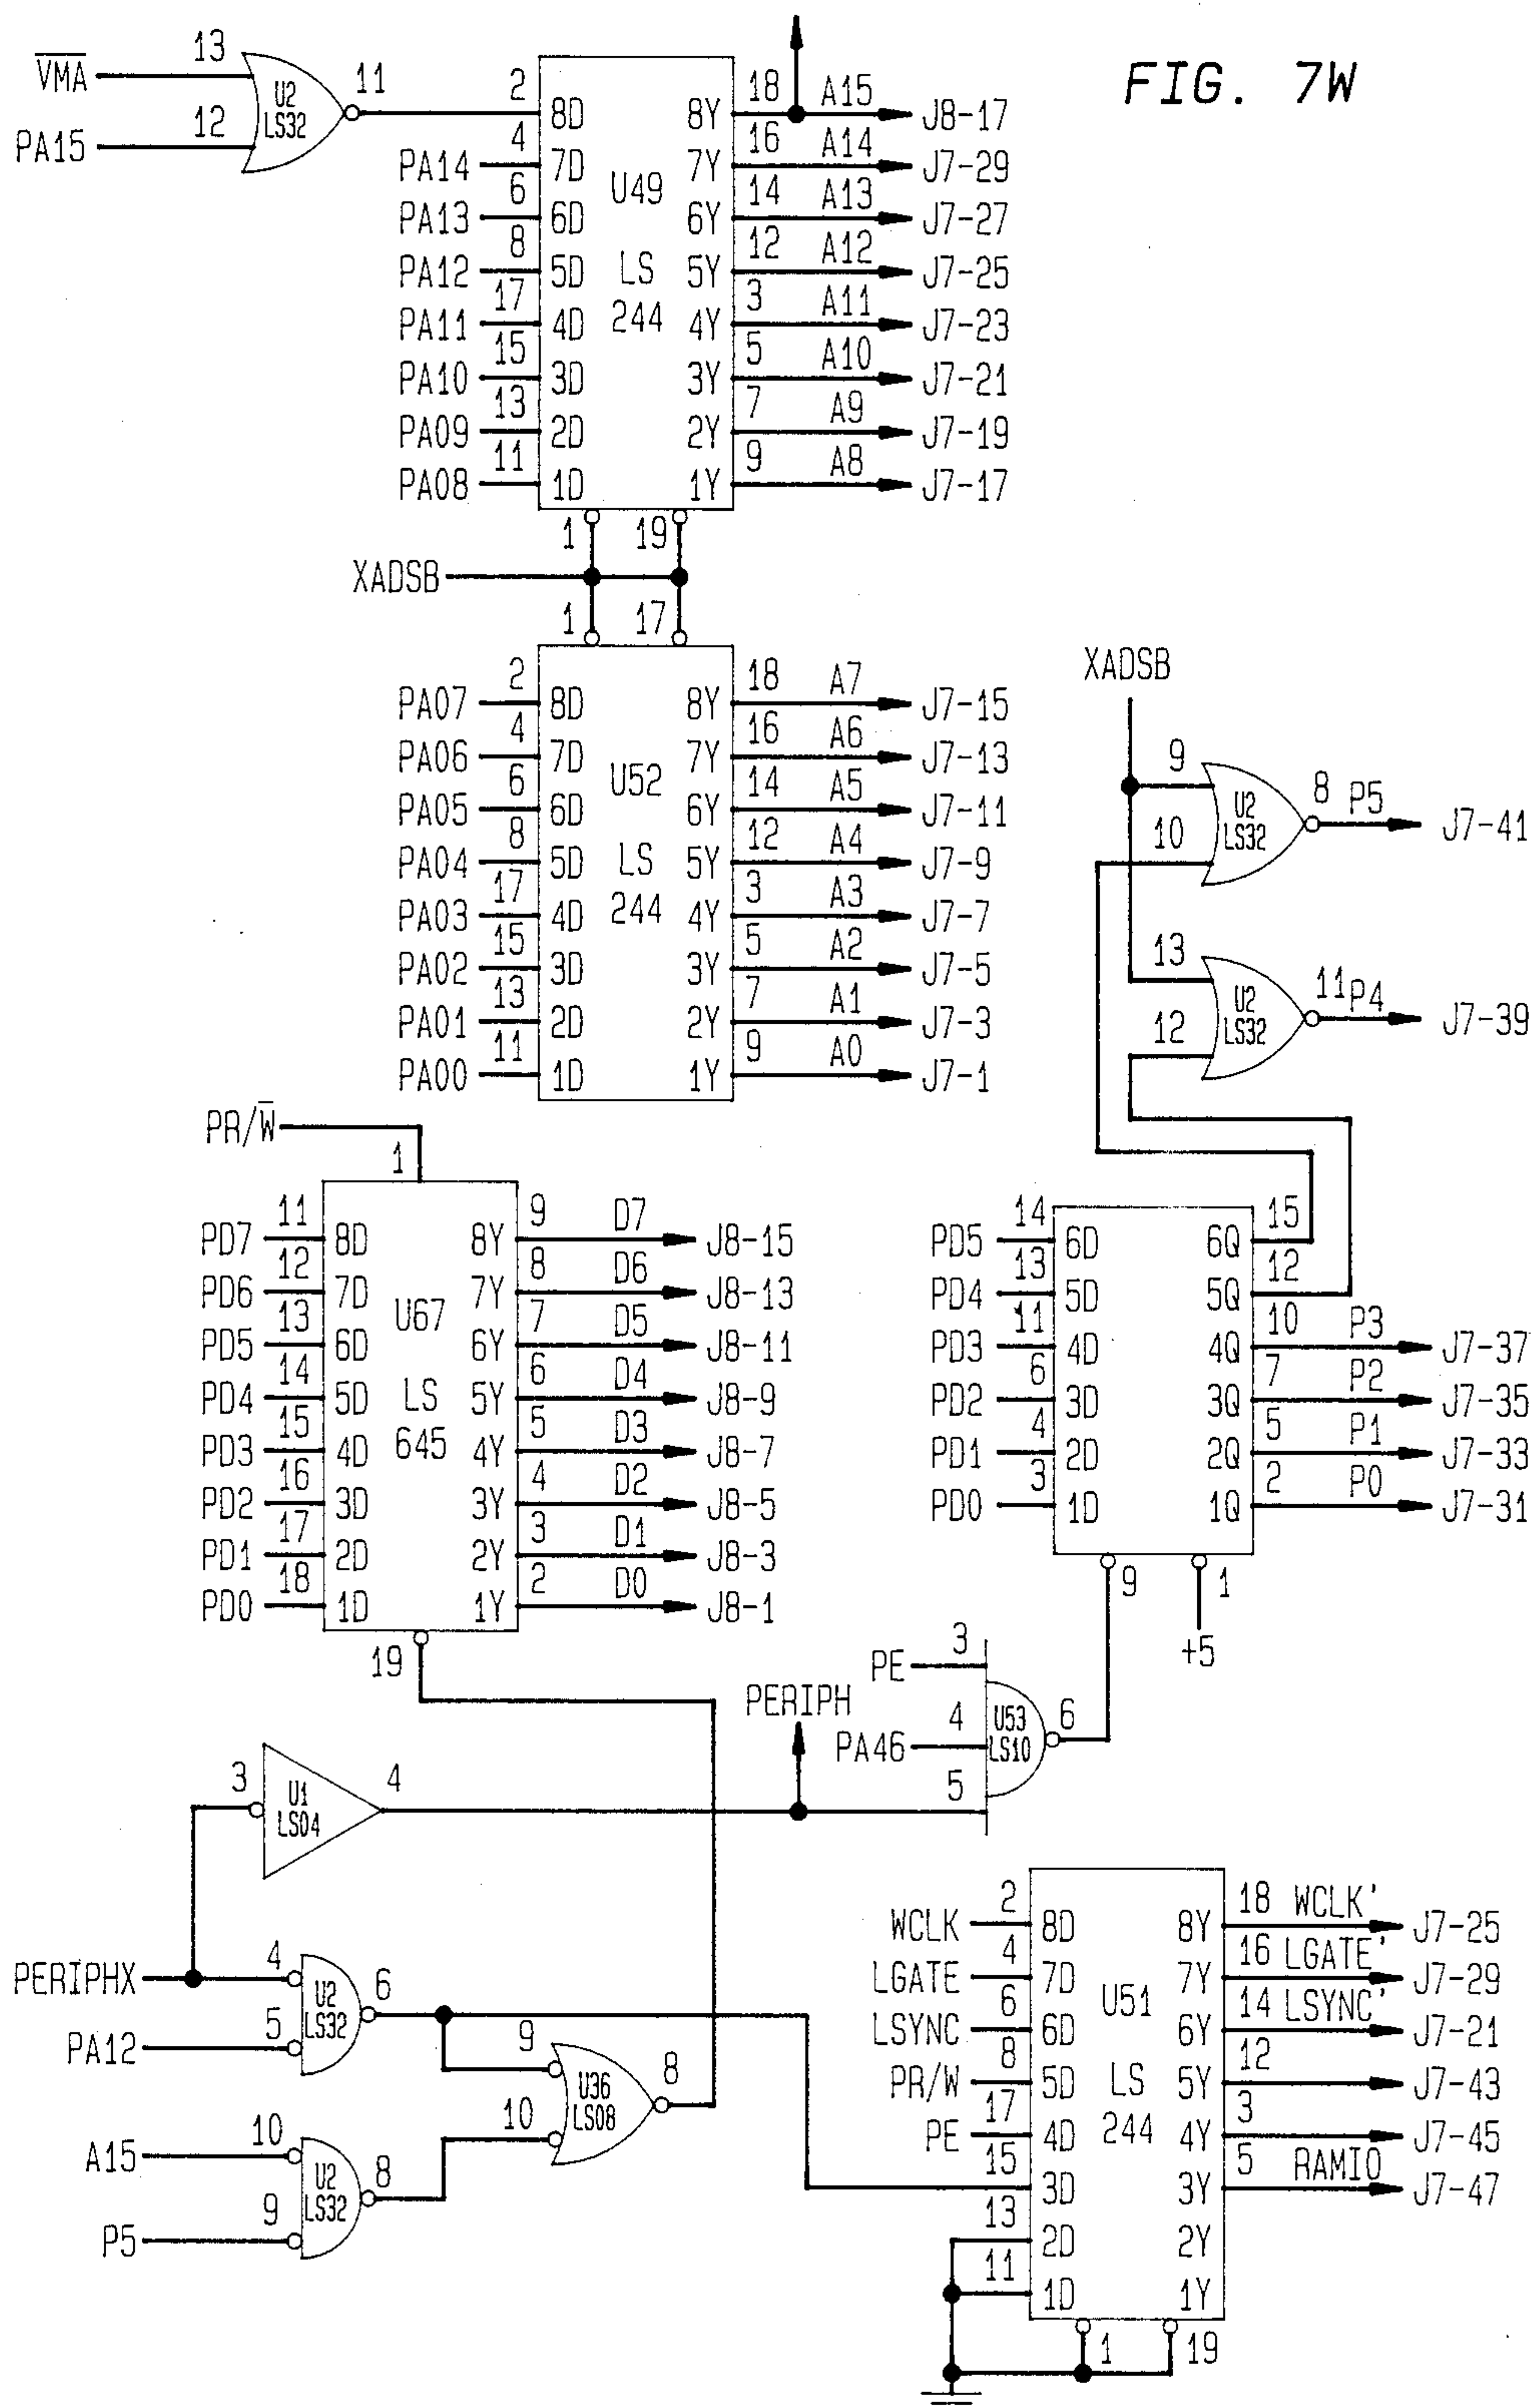 FIG. 7W
VMA
13
PA15
12
U2
LS32
11
2
8D
8Y
18
A15
J8-17
PA14
4
7D
7Y
16
A14
J7-29
PA13
6
6D
U49
6Y
14
A13
J7-27
PA12
8
5D
LS
5Y
12
A12
J7-25
PA11
17
4D
244
4Y
3
A11
J7-23
PA10
15
3D
3Y
5
A10
J7-21
PA09
13
2D
2Y
7
A9
J7-19
PA08
11
1D
1Y
9
A8
J7-17
1
19
XADSB
1
17
PA07
2
8D
8Y
18
A7
J7-15
PA06
4
7D
7Y
16
A6
J7-13
PA05
6
6D
U52
6Y
14
A5
J7-11
PA04
8
5D
LS
5Y
12
A4
J7-9
PA03
17
4D
244
4Y
3
A3
J7-7
PA02
15
3D
3Y
5
A2
J7-5
PA01
13
2D
2Y
7
A1
J7-3
PA00
11
1D
1Y
9
A0
J7-1
XADSB
9
10
U2
LS32
8
P5
J7-41
13
12
U2
LS32
11
P4
J7-39
PR/W̅
1
PD7
11
8D
8Y
9
D7
J8-15
PD6
12
7D
7Y
8
D6
J8-13
PD5
13
6D
U67
6Y
7
D5
J8-11
PD4
14
5D
LS
5Y
6
D4
J8-9
PD3
15
4D
645
4Y
5
D3
J8-7
PD2
16
3D
3Y
4
D2
J8-5
PD1
17
2D
2Y
3
D1
J8-3
PD0
18
1D
1Y
2
D0
J8-1
19
PD5
14
6D
6Q
15
PD4
13
5D
5Q
12
PD3
11
4D
4Q
10
P3
J7-37
PD2
6
3D
3Q
7
P2
J7-35
PD1
4
2D
2Q
5
P1
J7-33
PD0
3
1D
1Q
2
P0
J7-31
9
1
+5
PE
3
PERIPH
PA46
4
5
U53
LS10
6
3
U1
LS04
4
PERIPHX
4
PA12
5
U2
LS32
6
9
10
U36
LS08
8
A15
10
P5
9
U2
LS32
8
WCLK
2
8D
8Y
18
WCLK'
J7-25
LGATE
4
7D
7Y
16
LGATE'
J7-29
LSYNC
6
6D
U51
6Y
14
LSYNC'
J7-21
PR/W
8
5D
LS
5Y
12
J7-43
PE
17
4D
244
4Y
3
J7-45
15
3D
3Y
5
RAMIO
J7-47
13
2D
2Y
11
1D
1Y
1
19